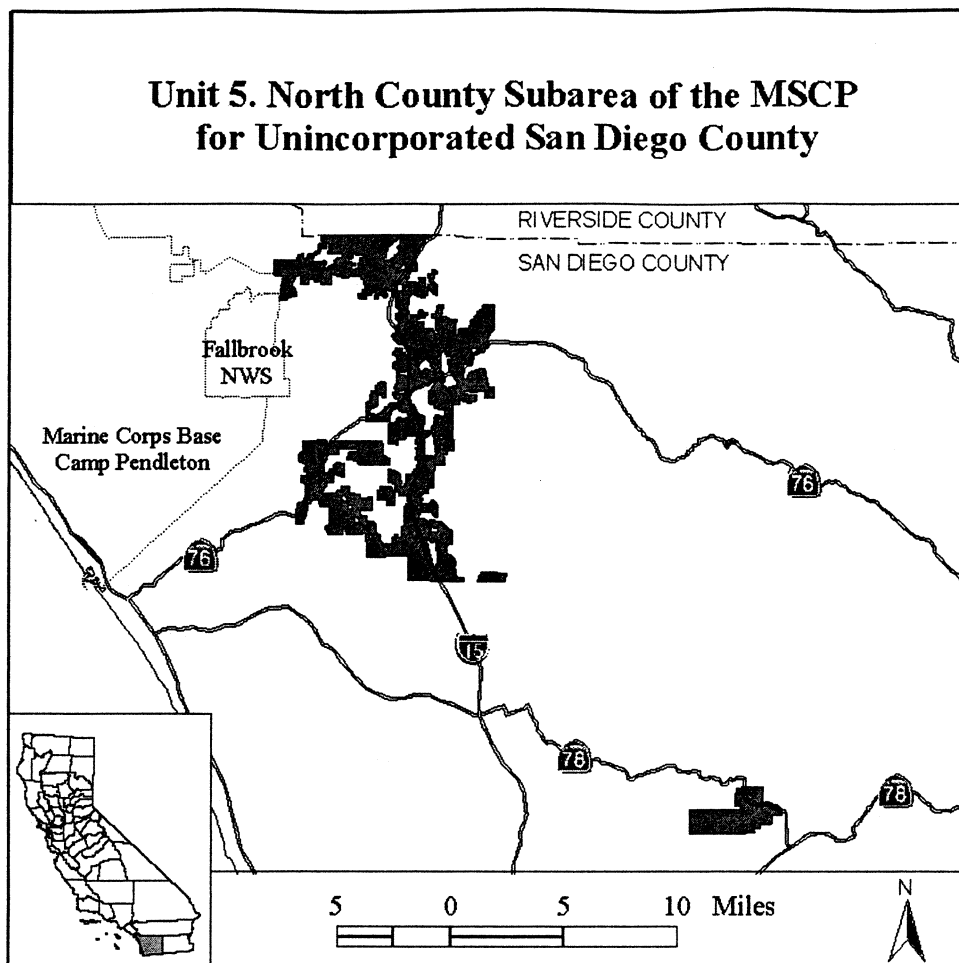 Unit 5. North County Subarea of the MSCP
for Unincorporated San Diego County
RIVERSIDE COUNTY
SAN DIEGO COUNTY
Fallbrook
NWS
Marine Corps Base
Camp Pendleton
76
76
15
78
78
5 0 5 10 Miles
N